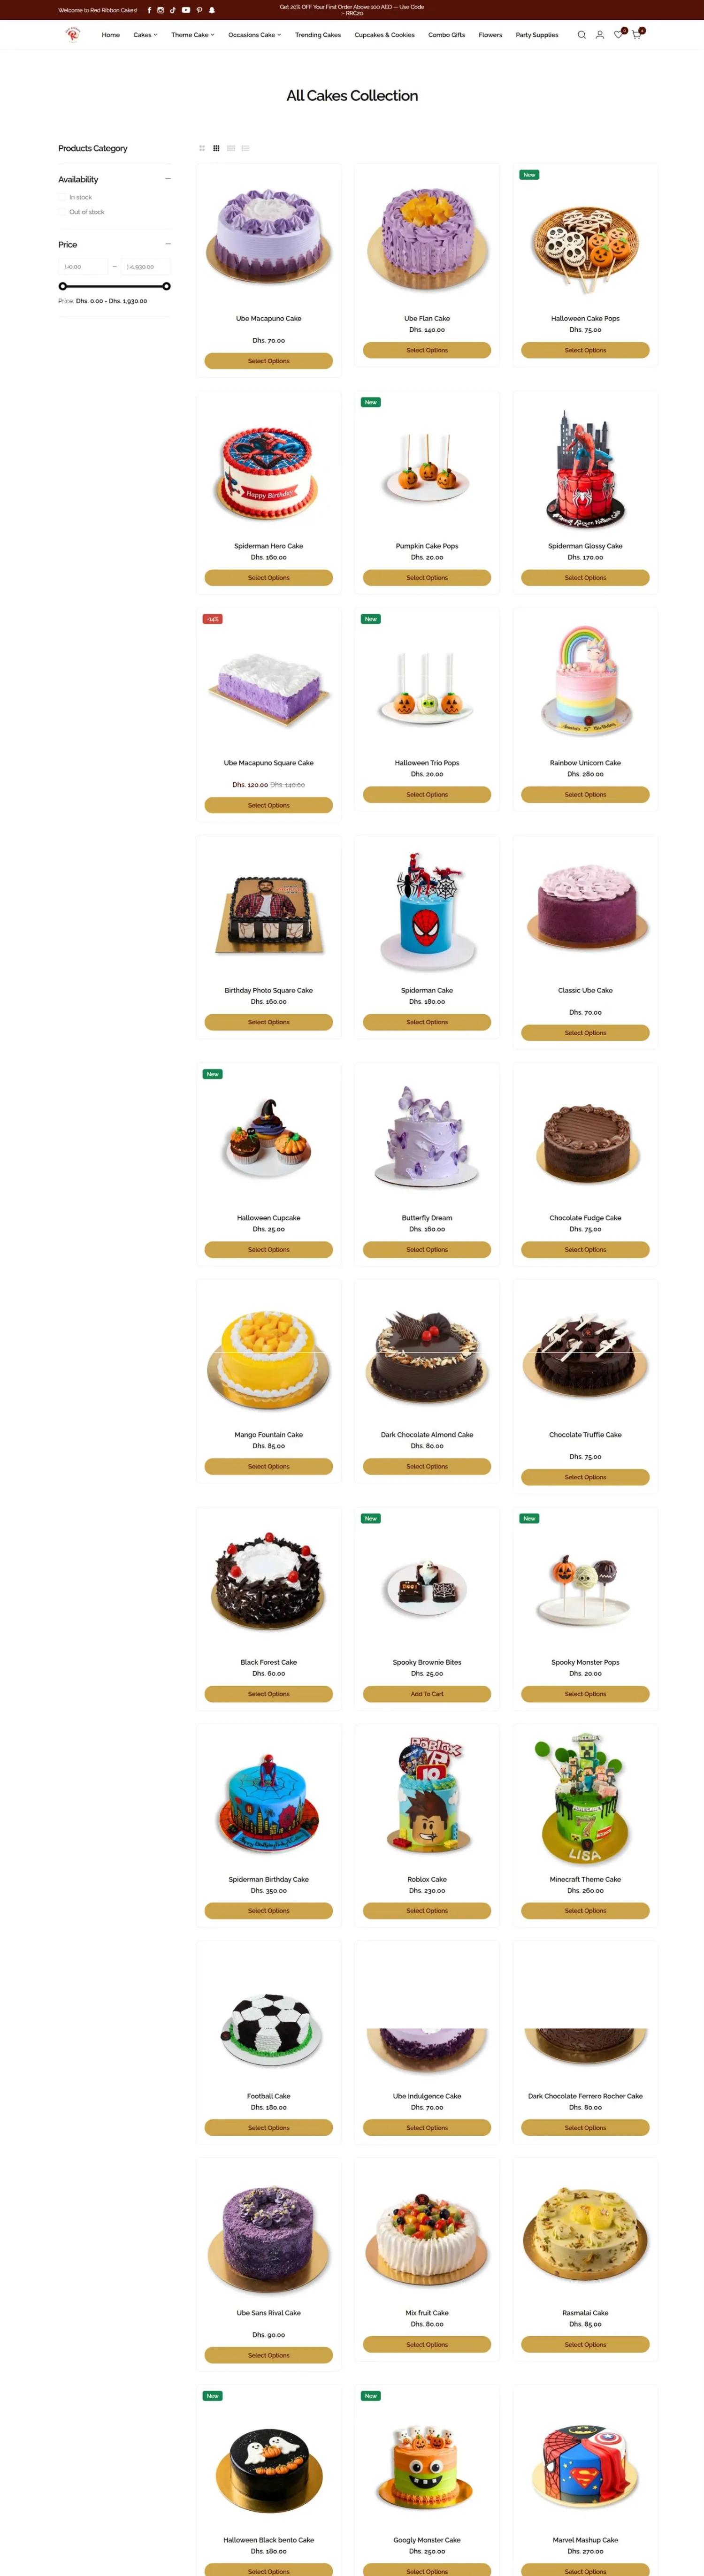 Welcome to Red Ribbon Cakes!
Get 20% OFF Your First Order Above 100 AED — Use Code
:- RRC20
Home Cakes Theme Cake Occasions Cake Trending Cakes Cupcakes & Cookies Combo Gifts Flowers Party Supplies
All Cakes Collection
Products Category
Availability
In stock
Out of stock
Price
Price: Dhs. 0.00 - Dhs. 1,930.00
Ube Macapuno Cake
Dhs. 70.00
Select Options
Ube Flan Cake
Dhs. 140.00
Select Options
New
Halloween Cake Pops
Dhs. 75.00
Select Options
Happy Birthday
Spiderman Hero Cake
Dhs. 160.00
Select Options
New
Pumpkin Cake Pops
Dhs. 20.00
Select Options
Spiderman Glossy Cake
Dhs. 170.00
Select Options
-14%
Ube Macapuno Square Cake
Dhs. 120.00 Dhs. 140.00
Select Options
New
Halloween Trio Pops
Dhs. 20.00
Select Options
Rainbow Unicorn Cake
Dhs. 280.00
Select Options
Birthday Photo Square Cake
Dhs. 160.00
Select Options
Spiderman Cake
Dhs. 180.00
Select Options
Classic Ube Cake
Dhs. 70.00
Select Options
New
Halloween Cupcake
Dhs. 25.00
Select Options
Butterfly Dream
Dhs. 160.00
Select Options
Chocolate Fudge Cake
Dhs. 75.00
Select Options
Mango Fountain Cake
Dhs. 85.00
Select Options
Dark Chocolate Almond Cake
Dhs. 80.00
Select Options
Chocolate Truffle Cake
Dhs. 75.00
Select Options
Black Forest Cake
Dhs. 60.00
Select Options
New
Spooky Brownie Bites
Dhs. 25.00
Add To Cart
New
Spooky Monster Pops
Dhs. 20.00
Select Options
Spiderman Birthday Cake
Dhs. 350.00
Select Options
ROBLOX
10
Roblox Cake
Dhs. 230.00
Select Options
7
LISA
Minecraft Theme Cake
Dhs. 260.00
Select Options
Football Cake
Dhs. 180.00
Select Options
Ube Indulgence Cake
Dhs. 70.00
Select Options
Dark Chocolate Ferrero Rocher Cake
Dhs. 80.00
Select Options
Ube Sans Rival Cake
Dhs. 90.00
Select Options
Mix fruit Cake
Dhs. 80.00
Select Options
Rasmalai Cake
Dhs. 85.00
Select Options
New
Halloween Black bento Cake
Dhs. 180.00
Select Options
New
Googly Monster Cake
Dhs. 250.00
Select Options
Marvel Mashup Cake
Dhs. 270.00
Select Options